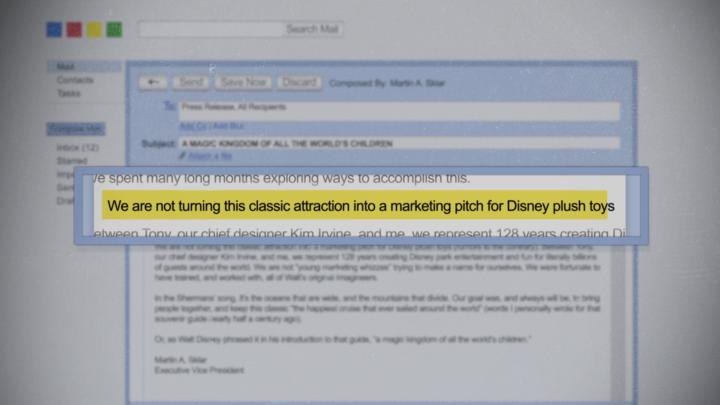 Search Mail
Mail
Contacts
Tasks
Compose Mail
Inbox (12)
Starred
Send
Save Now
Discard
Composed By: Martin A. Sklar
To:
Press Release, All Recipients
Add Cc | Add Bcc
Subject:
A MAGIC KINGDOM OF ALL THE WORLD'S CHILDREN
Attach a file
ve spent many long months exploring ways to accomplish this.
We are not turning this classic attraction into a marketing pitch for Disney plush toys
etween Tony, our chief designer Kim Irvine, and me, we represent 128 years creating Di
We are not turning this classic attraction into a marketing pitch for Disney plush toys (rumors to the contrary). Between Tony,
our chief designer Kim Irvine, and me, we represent 128 years creating Disney park entertainment and fun for literally billions
of guests around the world. We are not "young marketing whizzes" trying to make a name for ourselves. We were fortunate to
have trained, and worked with, all of Walt's original Imagineers.
In the Shermans' song, it's the oceans that are wide, and the mountains that divide. Our goal was, and always will be, to bring
people together, and keep this classic "the happiest cruise that ever sailed around the world" (words I personally wrote for that
souvenir guide nearly half a century ago).
Or, as Walt Disney phrased it in his introduction to that guide, "a magic kingdom of all the world's children."
Martin A. Sklar
Executive Vice President